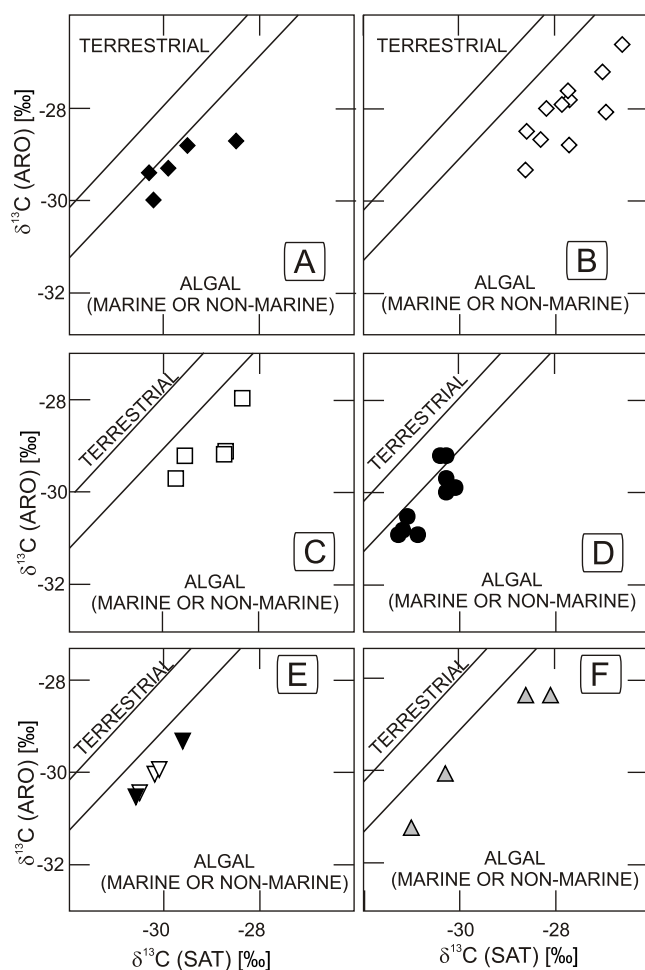 TERRESTRIAL
-28
-30
-32
δ¹³C (ARO) [‰]
A
ALGAL
(MARINE OR NON-MARINE)
TERRESTRIAL
B
ALGAL
(MARINE OR NON-MARINE)
TERRESTRIAL
-28
-30
-32
δ¹³C (ARO) [‰]
C
ALGAL
(MARINE OR NON-MARINE)
TERRESTRIAL
D
ALGAL
(MARINE OR NON-MARINE)
TERRESTRIAL
-28
-30
-32
δ¹³C (ARO) [‰]
E
ALGAL
(MARINE OR NON-MARINE)
-30
-28
δ¹³C (SAT) [‰]
TERRESTRIAL
F
ALGAL
(MARINE OR NON-MARINE)
-30
-28
δ¹³C (SAT) [‰]